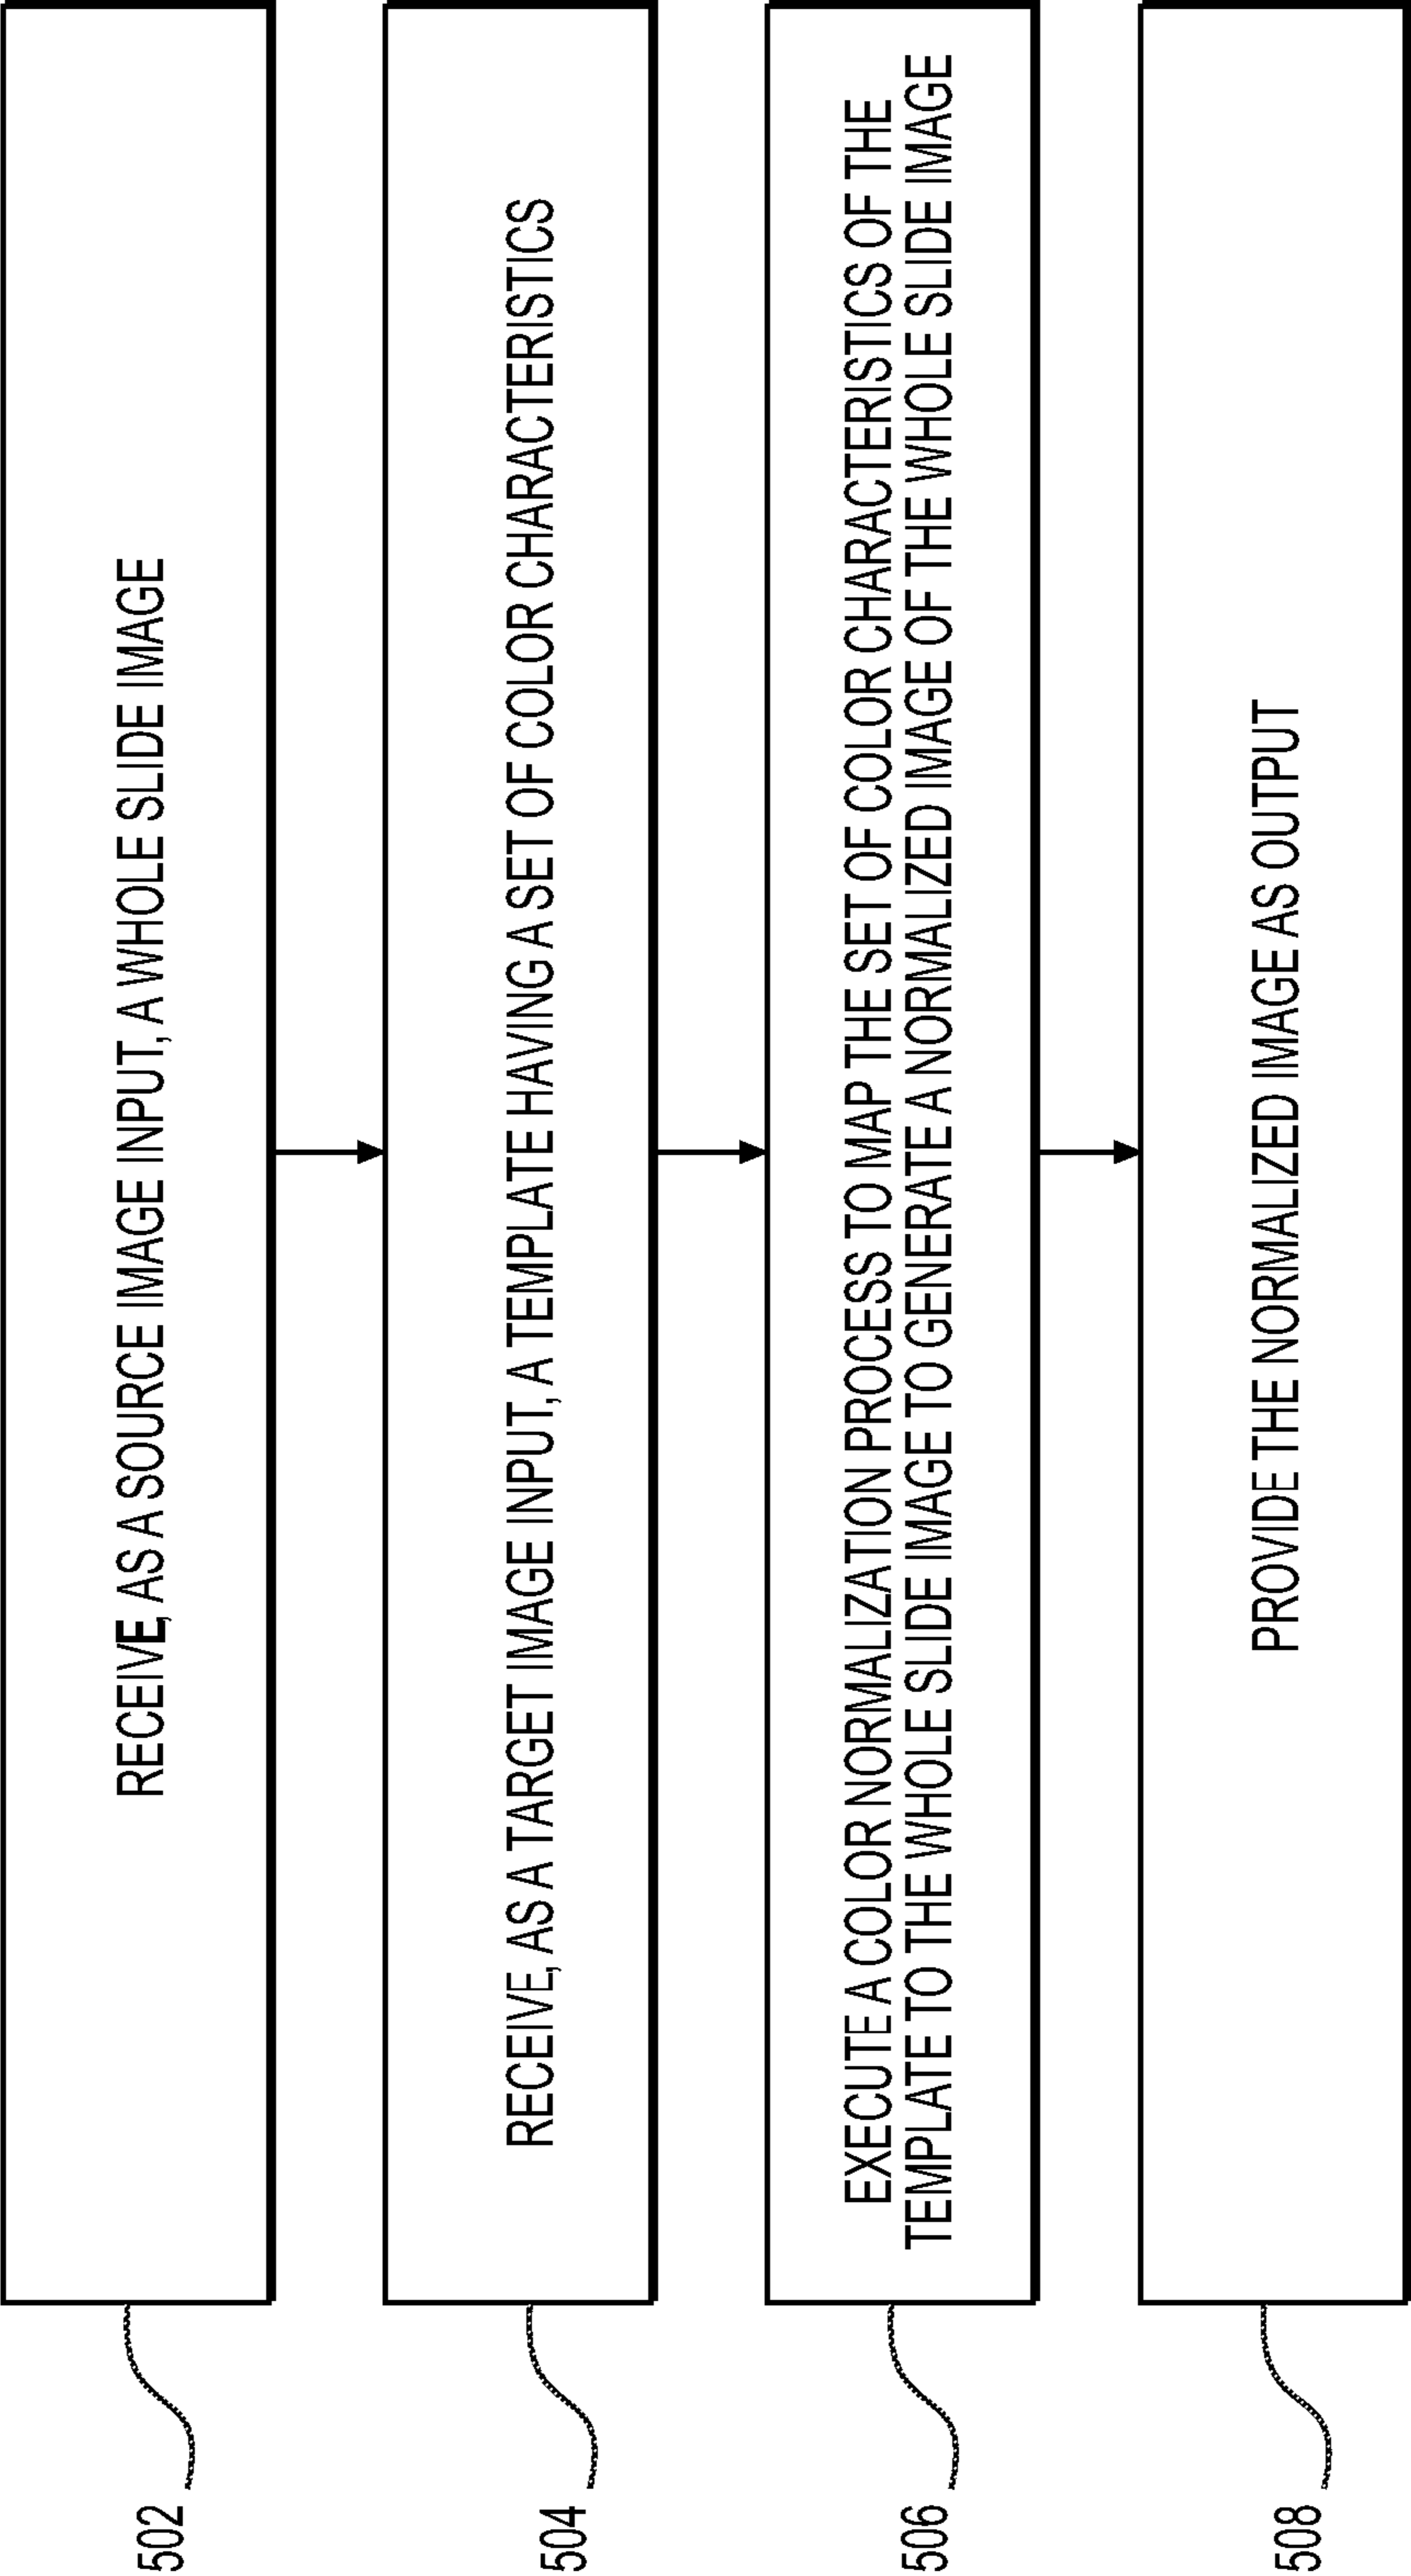 502
RECEIVE, AS A SOURCE IMAGE INPUT, A WHOLE SLIDE IMAGE
504
RECEIVE, AS A TARGET IMAGE INPUT, A TEMPLATE HAVING A SET OF COLOR CHARACTERISTICS
506
EXECUTE A COLOR NORMALIZATION PROCESS TO MAP THE SET OF COLOR CHARACTERISTICS OF THE
TEMPLATE TO THE WHOLE SLIDE IMAGE TO GENERATE A NORMALIZED IMAGE OF THE WHOLE SLIDE IMAGE
508
PROVIDE THE NORMALIZED IMAGE AS OUTPUT